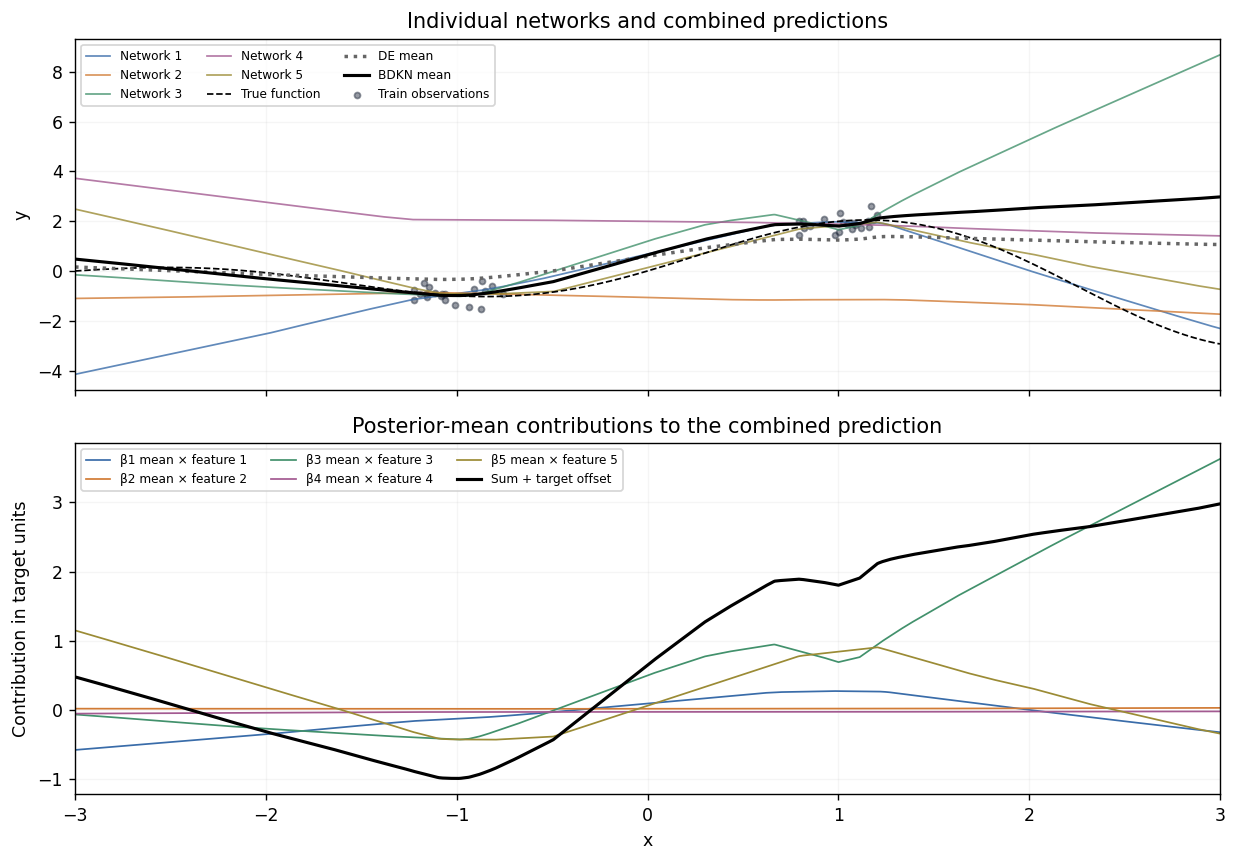 Individual networks and combined predictions
Network 1 Network 4 DE mean
Network 2 Network 5 BDKN mean
Network 3 True function Train observations
8
6
4
2
0
−2
−4
y
Posterior-mean contributions to the combined prediction
β1 mean × feature 1 β3 mean × feature 3 β5 mean × feature 5
β2 mean × feature 2 β4 mean × feature 4 Sum + target offset
3
2
1
0
−1
Contribution in target units
−3 −2 −1 0 1 2 3
x